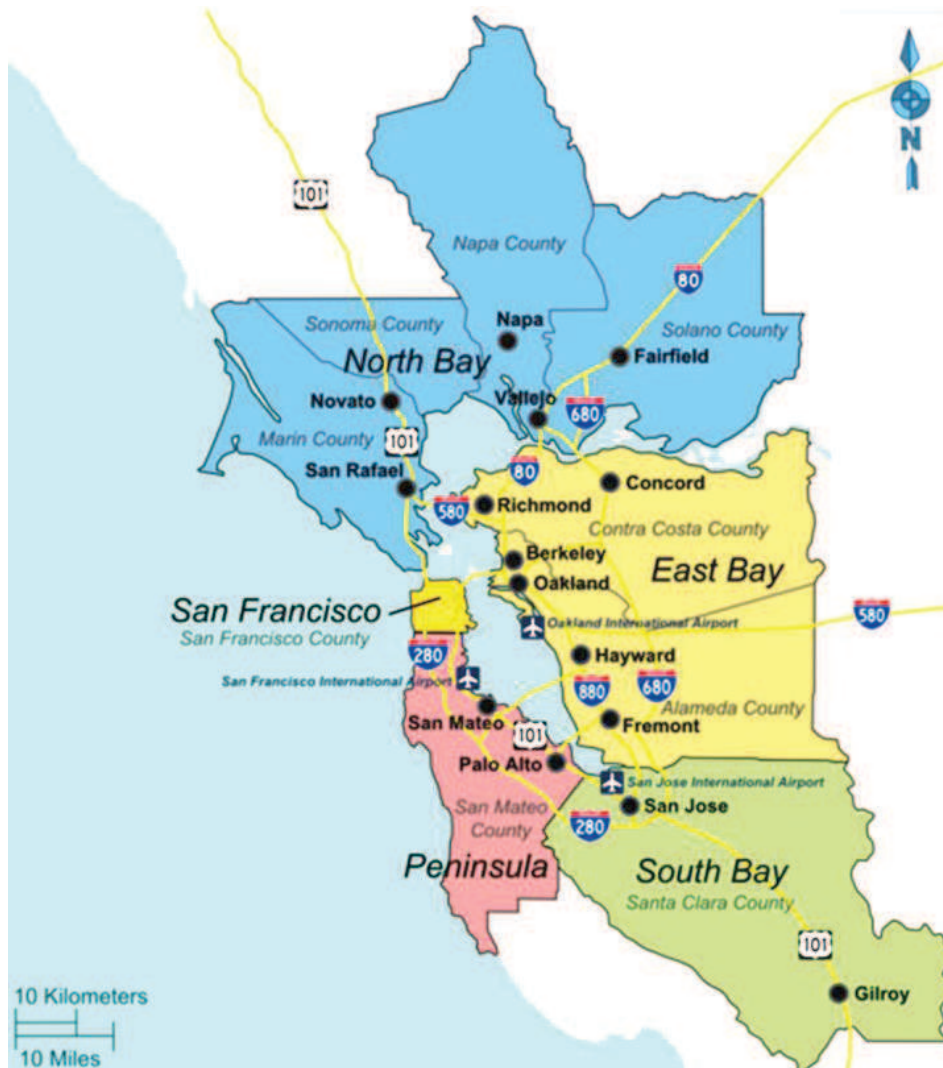 N
101
Napa County
80
Sonoma County
Napa
Solano County
North Bay
Fairfield
Novato
Vallejo
680
Marin County
101
San Rafael
80
Concord
580
Richmond
Contra Costa County
Berkeley
East Bay
Oakland
San Francisco
580
San Francisco County
Oakland International Airport
280
Hayward
San Francisco International Airport
880
680
San Mateo
Alameda County
101
Fremont
Palo Alto
San Jose International Airport
San Mateo
County
280
San Jose
Peninsula
South Bay
Santa Clara County
101
Gilroy
10 Kilometers
10 Miles